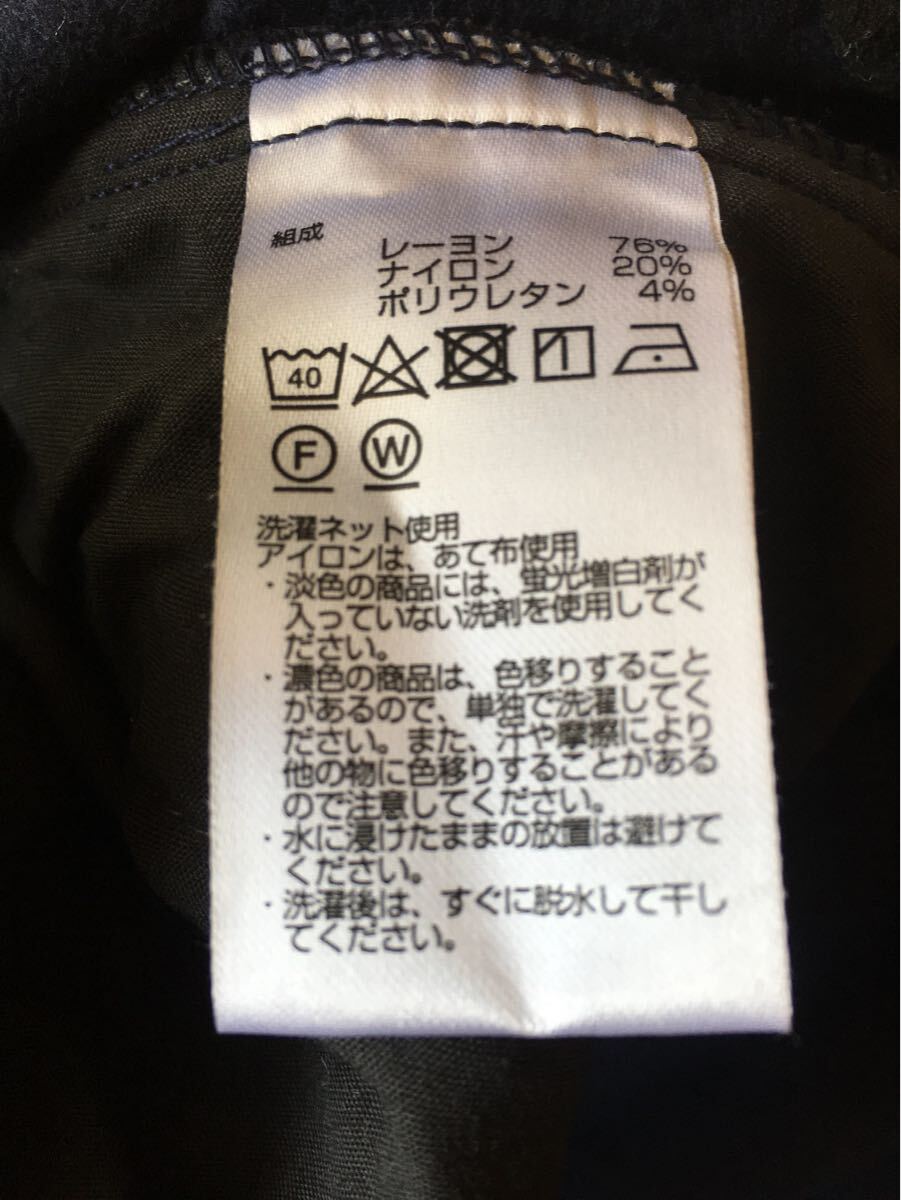 組成
レーヨン 76%
ナイロン 20%
ポリウレタン 4%
40
F W
洗濯ネット使用
アイロンは、あて布使用
・淡色の商品には、蛍光増白剤が
入っていない洗剤を使用してく
ださい。
・濃色の商品は、色移りすること
があるので、単独で洗濯してく
ださい。また、汗や摩擦により
他の物に色移りすることがある
ので注意してください。
・水に浸けたままの放置は避けて
ください。
・洗濯後は、すぐに脱水して干し
てください。